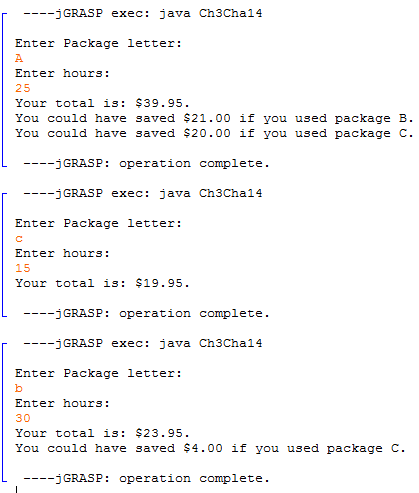 ----jGRASP exec: java Ch3Cha14
Enter Package letter:
A
Enter hours:
25
Your total is: $39.95.
You could have saved $21.00 if you used package B.
You could have saved $20.00 if you used package C.
----jGRASP: operation complete.
----jGRASP exec: java Ch3Cha14
Enter Package letter:
c
Enter hours:
15
Your total is: $19.95.
----jGRASP: operation complete.
----jGRASP exec: java Ch3Cha14
Enter Package letter:
b
Enter hours:
30
Your total is: $23.95.
You could have saved $4.00 if you used package C.
----jGRASP: operation complete.